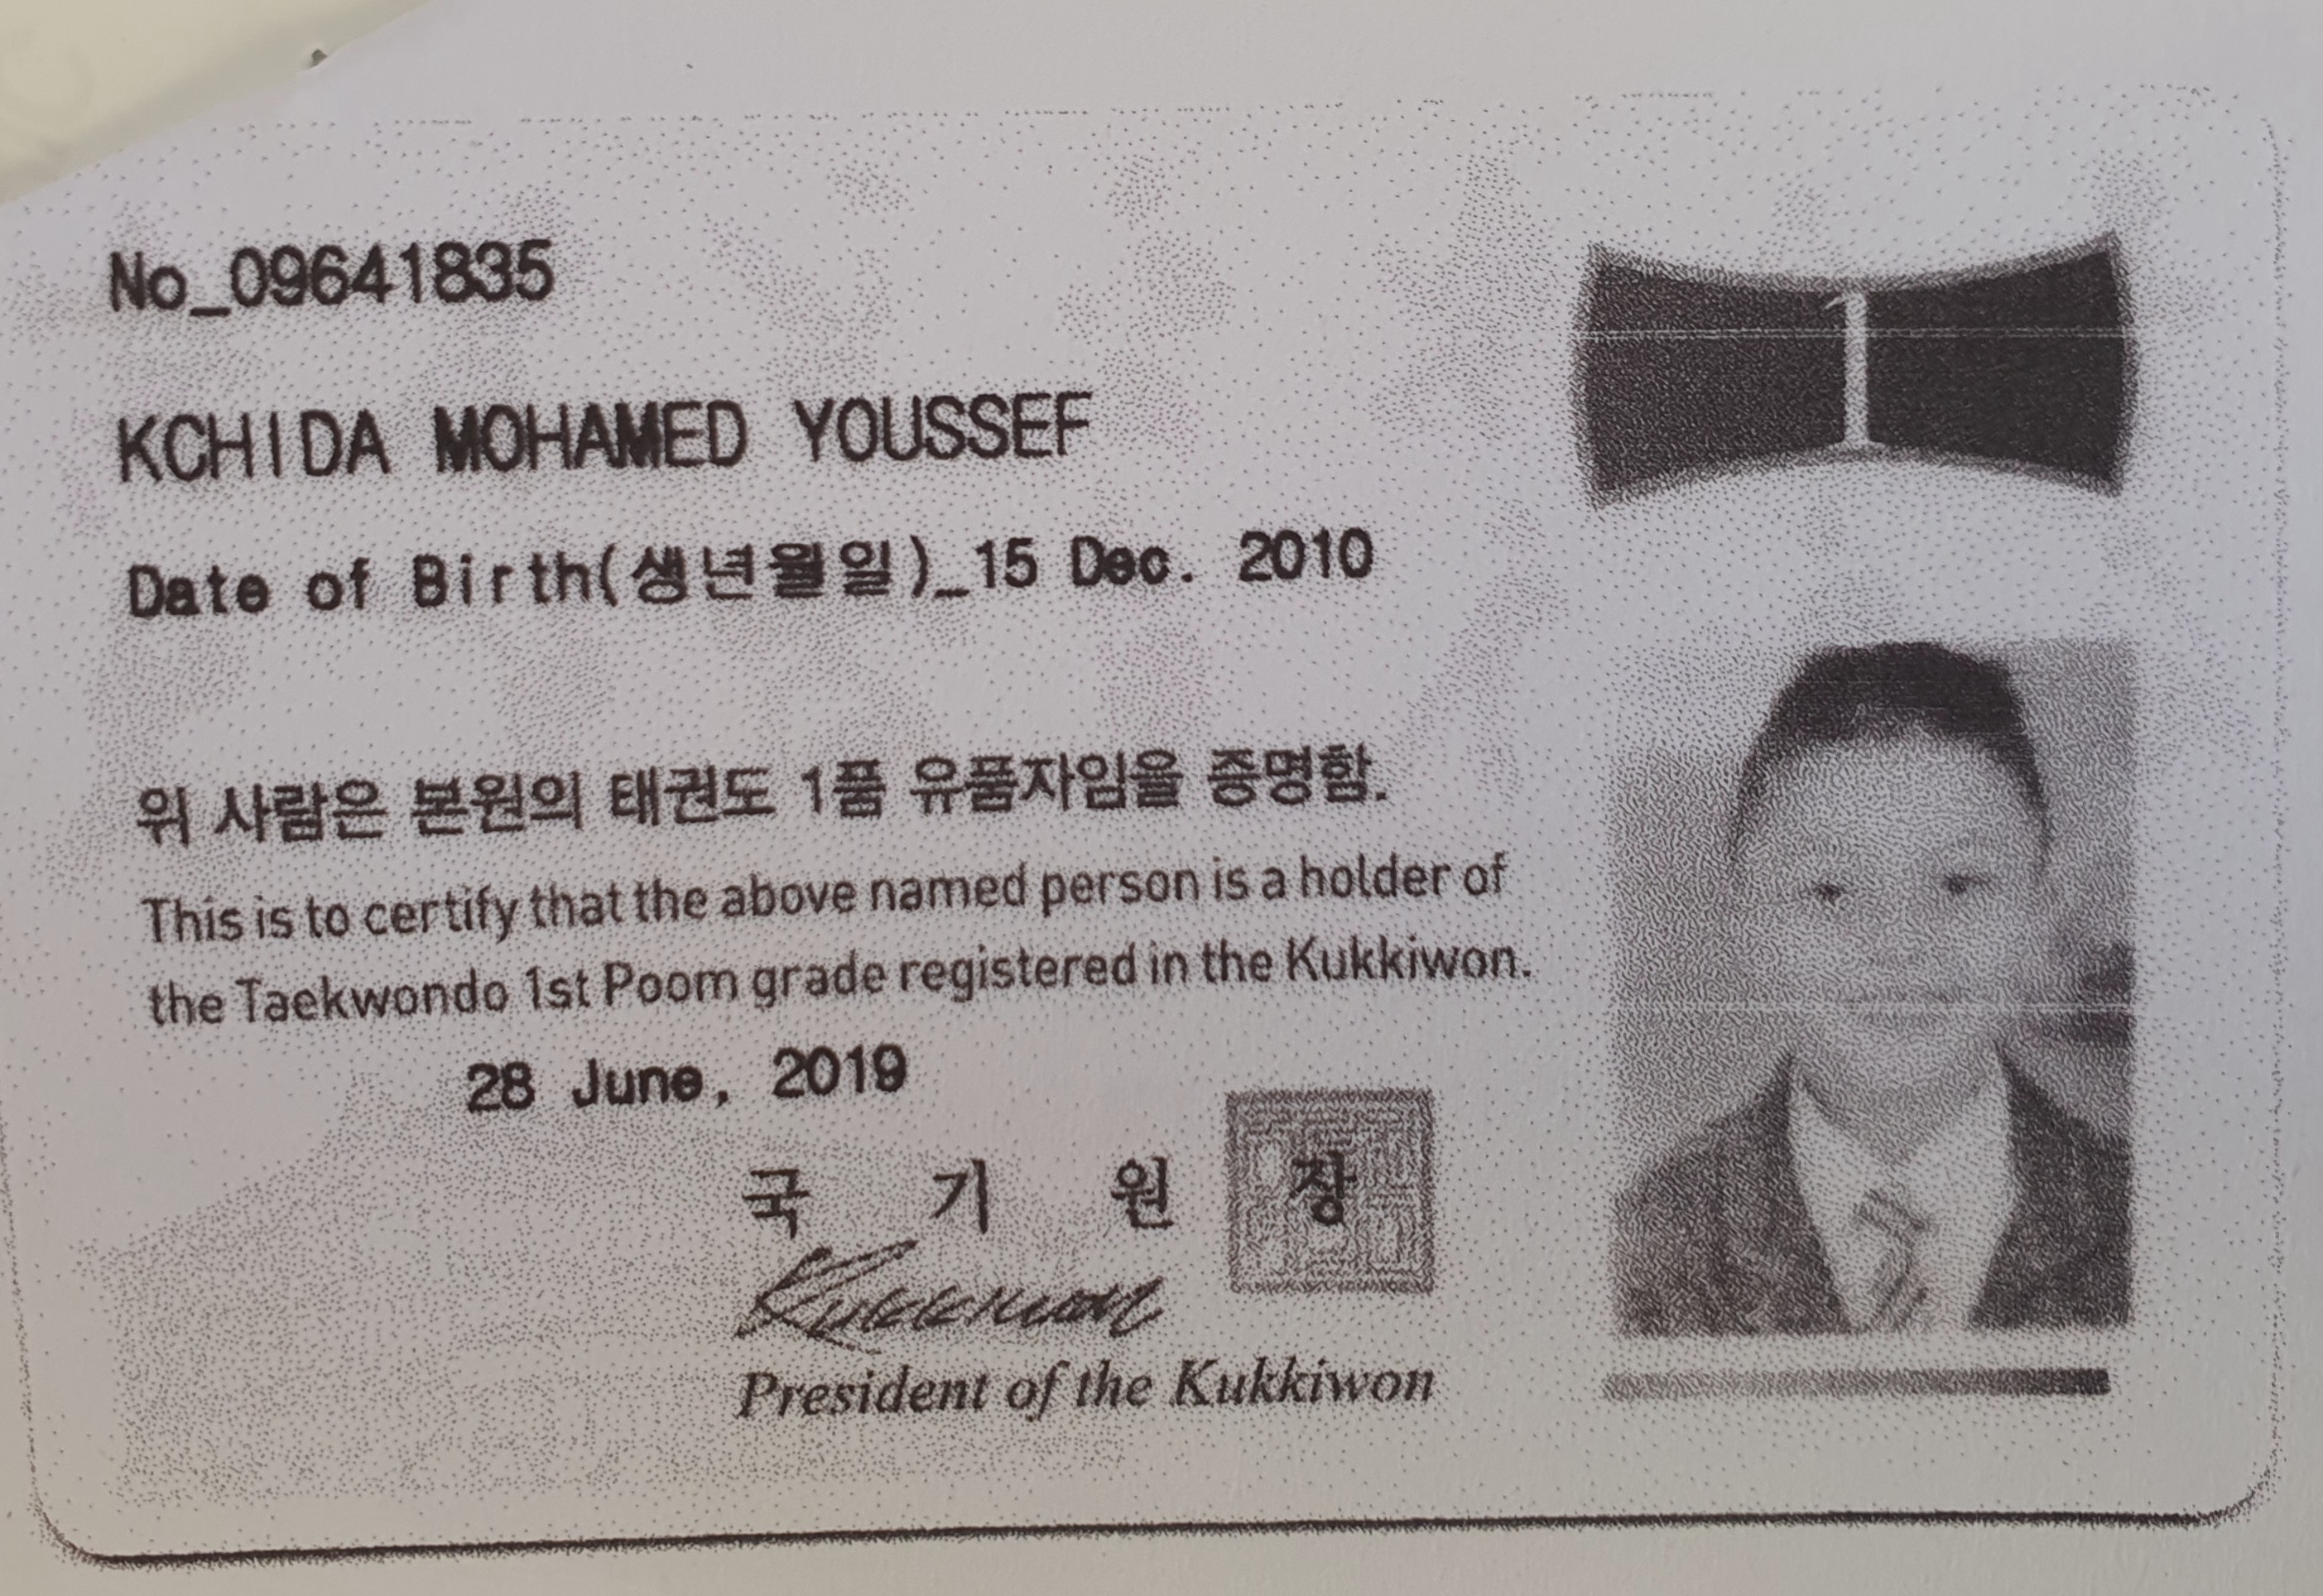 No_09641835
1
KCHIDA MOHAMED YOUSSEF
Date of Birth(생년월일)_15 Dec. 2010
위 사람은 본원의 태권도 1품 유품자임을 증명함.
This is to certify that the above named person is a holder of
the Taekwondo 1st Poom grade registered in the Kukkiwon.
28 June, 2019
국 기 원 장
Kukkiwon
President of the Kukkiwon